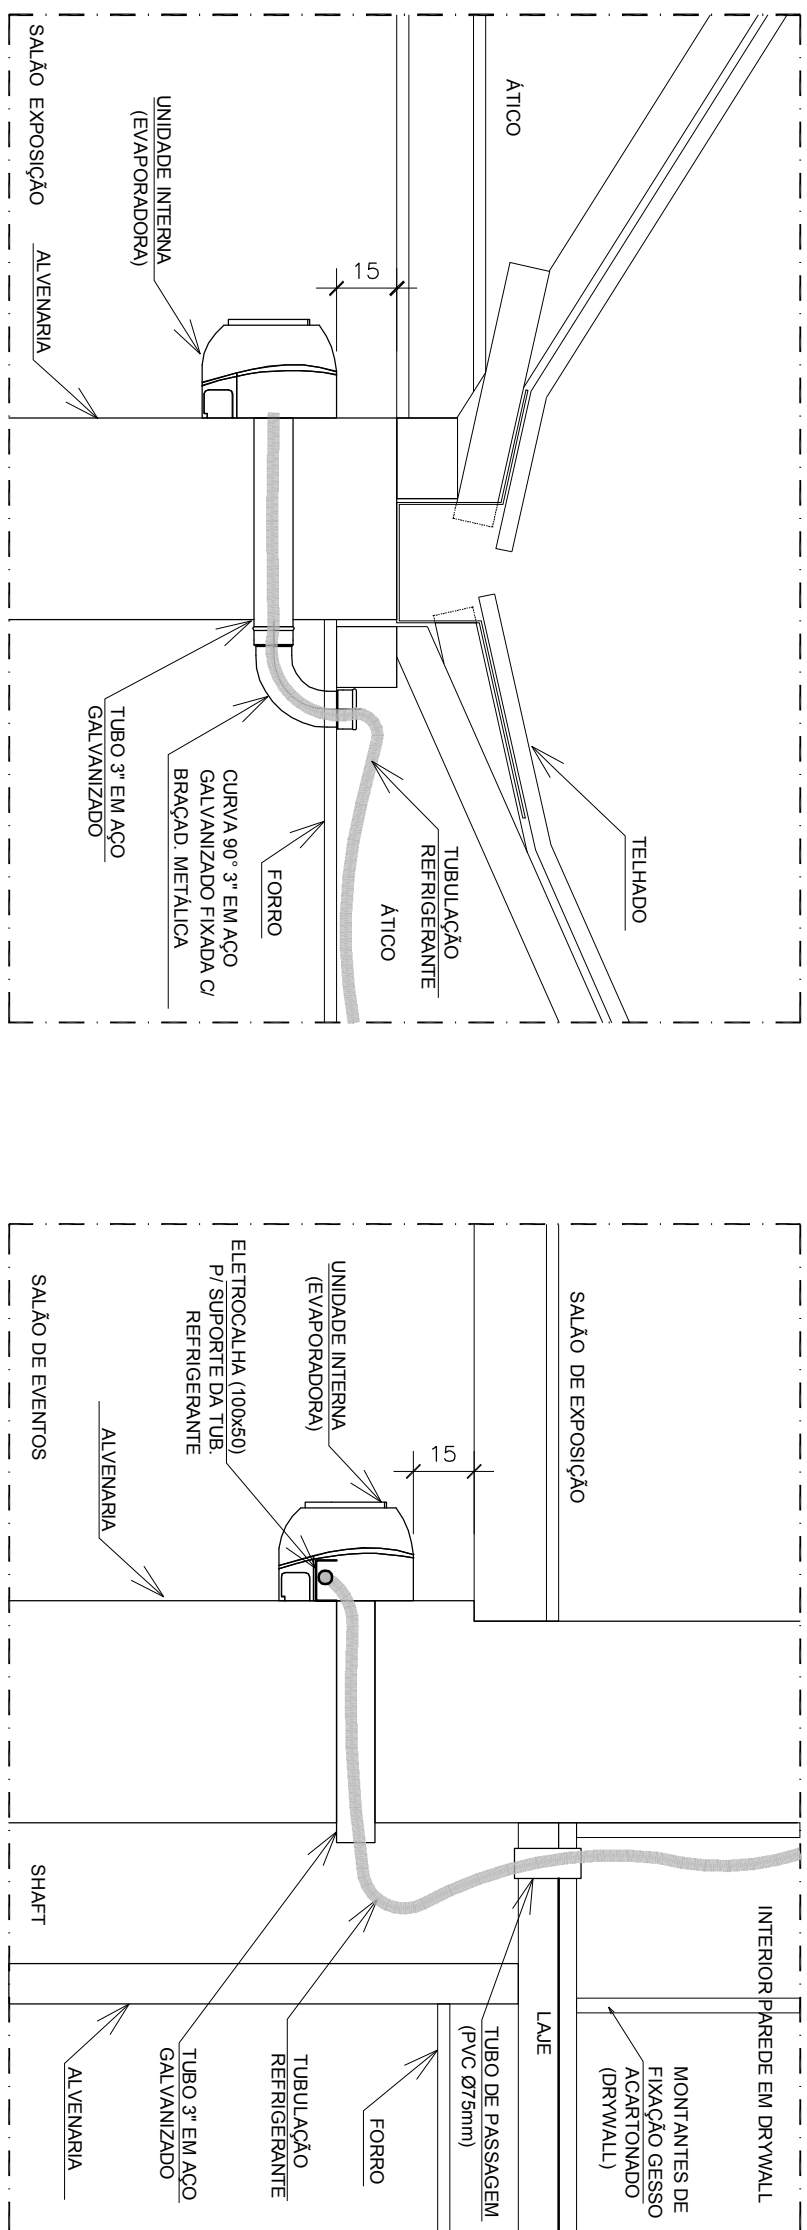 ÁTICO
SALÃO EXPOSIÇÃO
UNIDADE INTERNA
(EVAPORADORA)
ALVENARIA
15
TELHADO
TUBULAÇÃO
REFRIGERANTE
ÁTICO
FORRO
CURVA 90° 3" EM AÇO
GALVANIZADO FIXADA C/
BRAÇAD. METÁLICA
TUBO 3" EM AÇO
GALVANIZADO
SALÃO DE EXPOSIÇÃO
15
UNIDADE INTERNA
(EVAPORADORA)
ELETROCALHA (100x50)
P/ SUPORTE DA TUB.
REFRIGERANTE
SALÃO DE EVENTOS
ALVENARIA
INTERIOR PAREDE EM DRYWALL
MONTANTES DE
FIXAÇÃO GESSO
ACARTONADO
(DRYWALL)
LAJE
TUBO DE PASSAGEM
(PVC Ø75mm)
FORRO
TUBULAÇÃO
REFRIGERANTE
TUBO 3" EM AÇO
GALVANIZADO
ALVENARIA
SHAFT